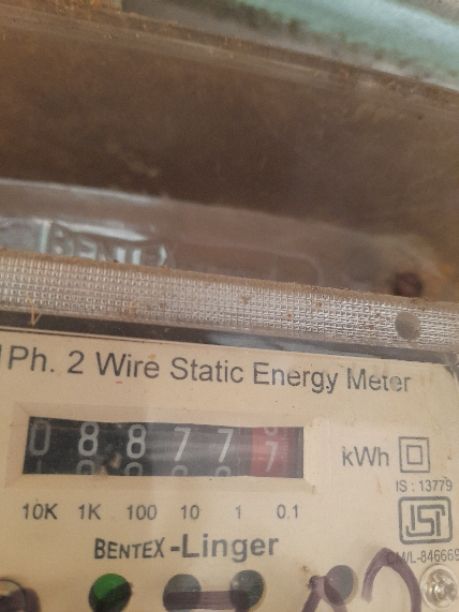 1Ph. 2 Wire Static Energy Meter
0 8 8 7 7 7
kWh
IS : 13779
10K 1K 100 10 1 0.1
ISI
CM/L-846669
BENTEX-Linger